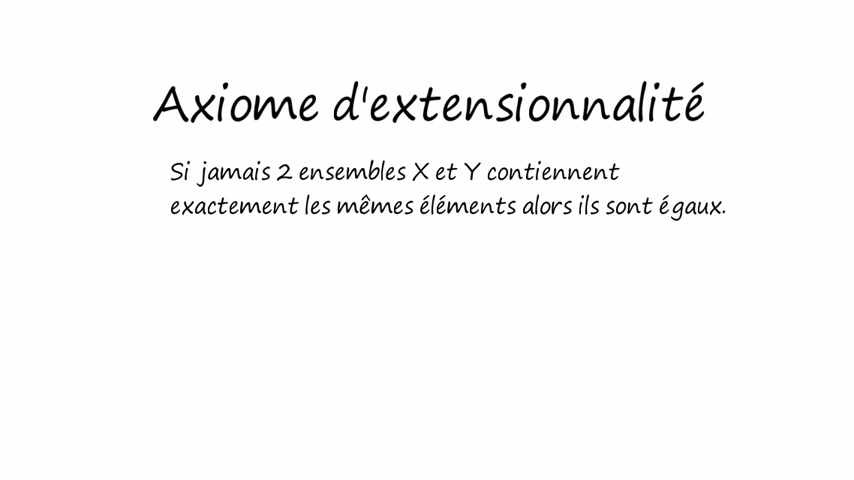 Axiome d'extensionnalité
Si jamais 2 ensembles X et Y contiennent
exactement les mêmes éléments alors ils sont égaux.